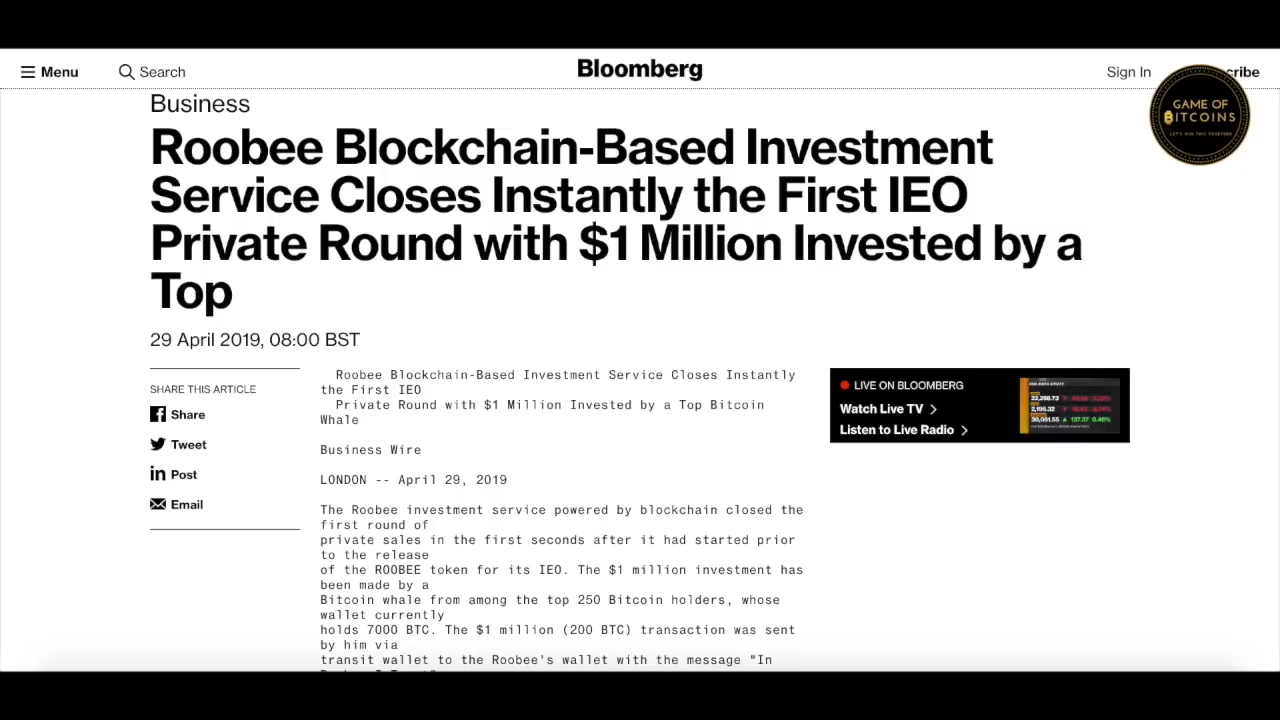 Menu
Search
Bloomberg
Sign In
cribe
GAME OF
BITCOINS
LET'S WIN THIS TOGETHER
Business
Roobee Blockchain-Based Investment
Service Closes Instantly the First IEO
Private Round with $1 Million Invested by a
Top
29 April 2019, 08:00 BST
SHARE THIS ARTICLE
Share
Tweet
Post
Email
Roobee Blockchain-Based Investment Service Closes Instantly
the First IEO
Private Round with $1 Million Invested by a Top Bitcoin
Whale
Business Wire
LONDON -- April 29, 2019
The Roobee investment service powered by blockchain closed the
first round of
private sales in the first seconds after it had started prior
to the release
of the ROOBEE token for its IEO. The $1 million investment has
been made by a
Bitcoin whale from among the top 250 Bitcoin holders, whose
wallet currently
holds 7000 BTC. The $1 million (200 BTC) transaction was sent
by him via
transit wallet to the Roobee's wallet with the message "In
LIVE ON BLOOMBERG
Watch Live TV
Listen to Live Radio